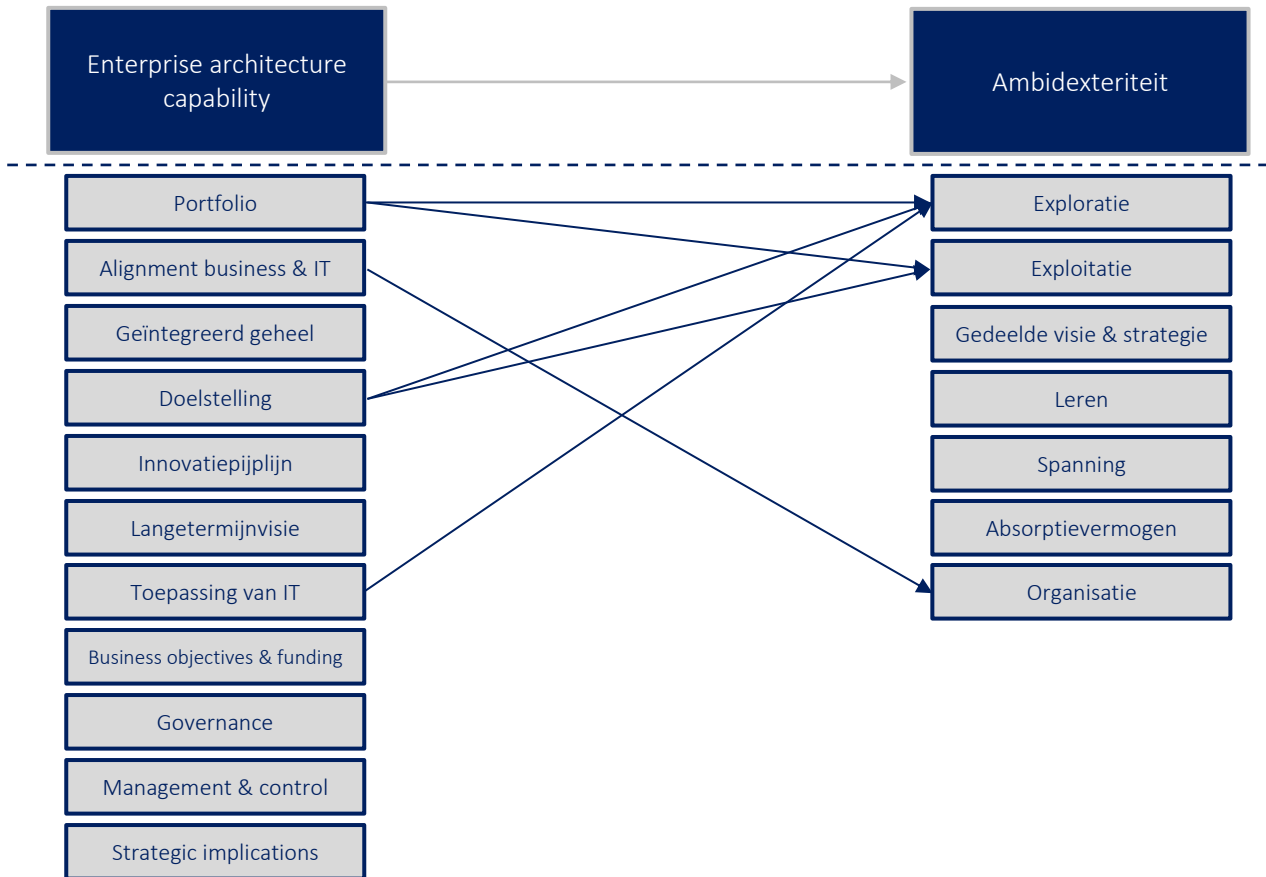 Enterprise architecture
capability
Ambidexteriteit
Portfolio
Alignment business & IT
Geïntegreerd geheel
Doelstelling
Innovatiepijplijn
Langetermijnvisie
Toepassing van IT
Business objectives & funding
Governance
Management & control
Strategic implications
Exploratie
Exploitatie
Gedeelde visie & strategie
Leren
Spanning
Absorptievermogen
Organisatie